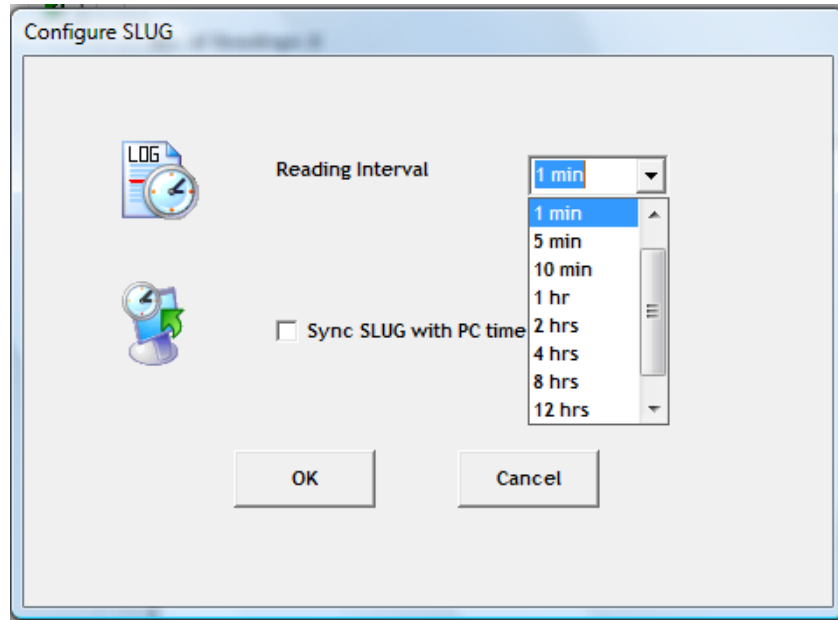 Configure SLUG
LOG
Reading Interval
1 min
1 min
5 min
10 min
1 hr
2 hrs
4 hrs
8 hrs
12 hrs
Sync SLUG with PC time
OK
Cancel